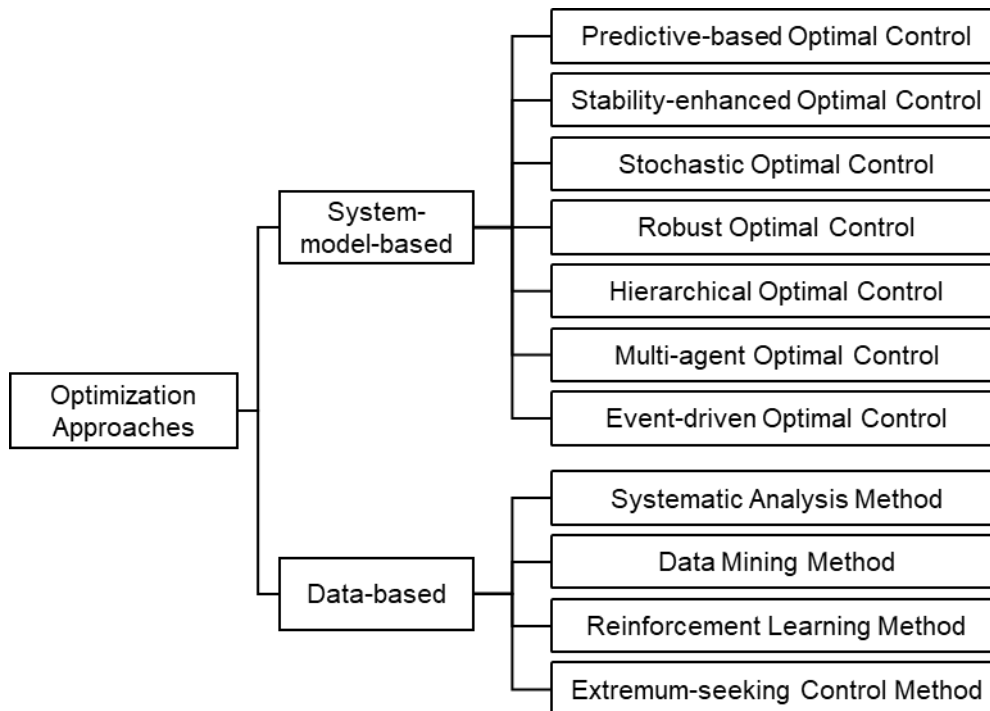 Predictive-based Optimal Control
Stability-enhanced Optimal Control
Stochastic Optimal Control
System-
model-based
Robust Optimal Control
Hierarchical Optimal Control
Multi-agent Optimal Control
Event-driven Optimal Control
Optimization
Approaches
Systematic Analysis Method
Data Mining Method
Data-based
Reinforcement Learning Method
Extremum-seeking Control Method